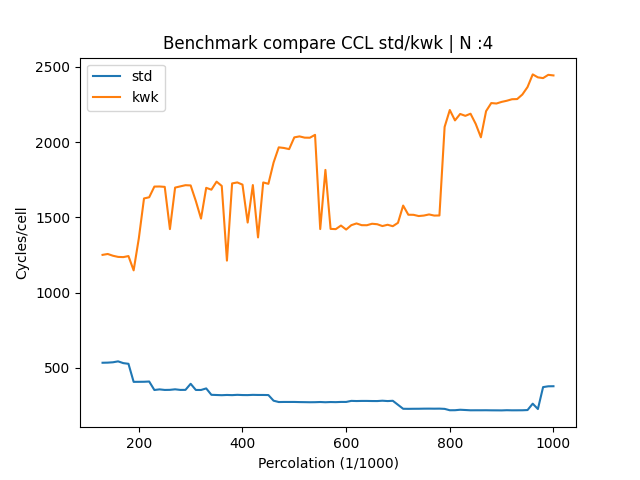 Benchmark compare CCL std/kwk | N :4
std
kwk
Cycles/cell
2500
2000
1500
1000
500
200
400
600
800
1000
Percolation (1/1000)